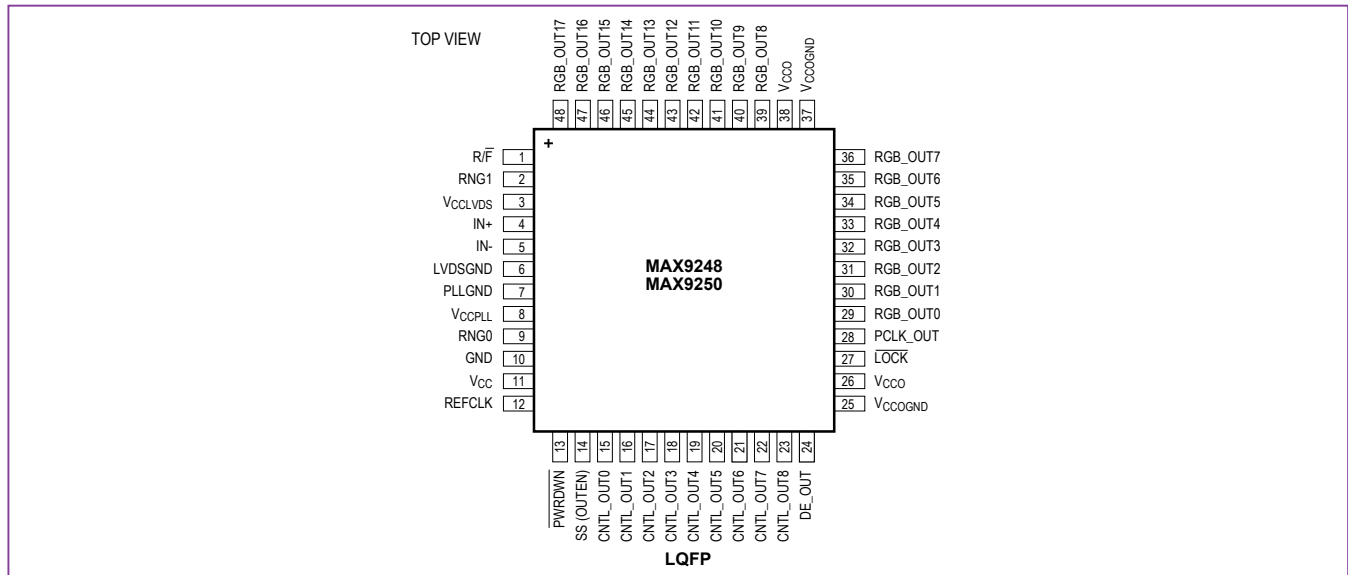 TOP VIEW
48 RGB_OUT17
47 RGB_OUT16
46 RGB_OUT15
45 RGB_OUT14
44 RGB_OUT13
43 RGB_OUT12
42 RGB_OUT11
41 RGB_OUT10
40 RGB_OUT9
39 RGB_OUT8
38 VCCO
37 VCCOGND
+
R/F̅ 1
RNG1 2
VCCLVDS 3
IN+ 4
IN- 5
LVDSGND 6
PLLGND 7
VCCPLL 8
RNG0 9
GND 10
VCC 11
REFCLK 12
MAX9248
MAX9250
36 RGB_OUT7
35 RGB_OUT6
34 RGB_OUT5
33 RGB_OUT4
32 RGB_OUT3
31 RGB_OUT2
30 RGB_OUT1
29 RGB_OUT0
28 PCLK_OUT
27 L̅O̅C̅K̅
26 VCCO
25 VCCOGND
P̅W̅R̅D̅W̅N̅ 13
SS (OUTEN) 14
CNTL_OUT0 15
CNTL_OUT1 16
CNTL_OUT2 17
CNTL_OUT3 18
CNTL_OUT4 19
CNTL_OUT5 20
CNTL_OUT6 21
CNTL_OUT7 22
CNTL_OUT8 23
DE_OUT 24
LQFP